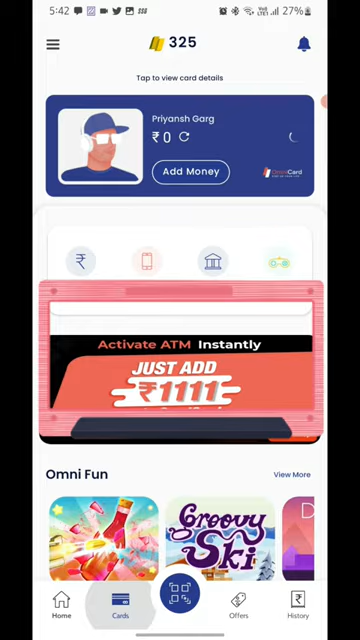 5:42
27%
325
Tap to view card details
Priyansh Garg
₹ 0
Add Money
OmniCard
₹
Activate ATM Instantly
JUST ADD
₹1111
Omni Fun
View More
Groovy
Ski
D
Home
Cards
Offers
History